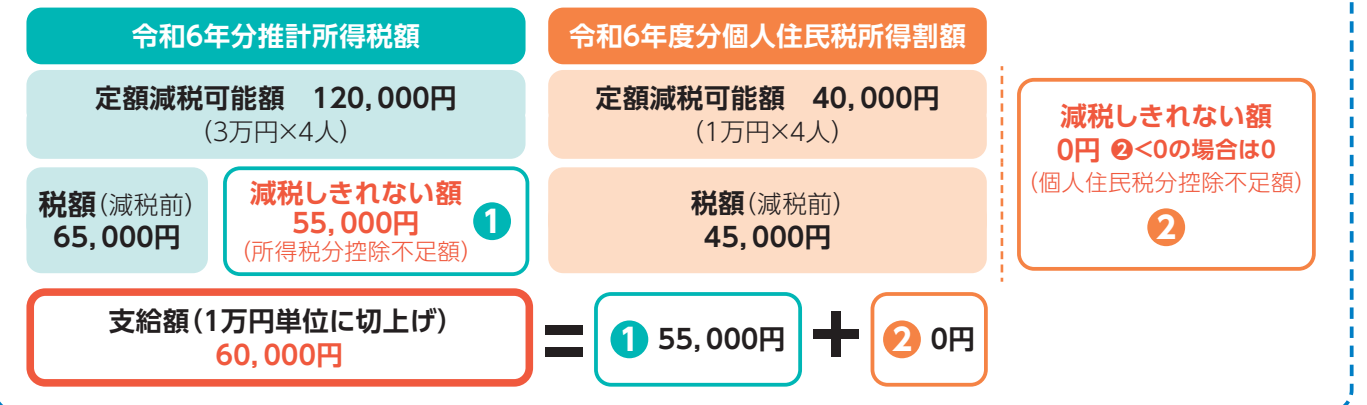 令和6年分推計所得税額
定額減税可能額　120,000円
(3万円×4人)
税額(減税前)
65,000円
減税しきれない額
55,000円
(所得税分控除不足額)
❶
令和6年度分個人住民税所得割額
定額減税可能額　40,000円
(1万円×4人)
税額(減税前)
45,000円
減税しきれない額
0円 ❷<0の場合は0
(個人住民税分控除不足額)
❷
支給額(1万円単位に切上げ)
60,000円
=
❶ 55,000円
+
❷ 0円